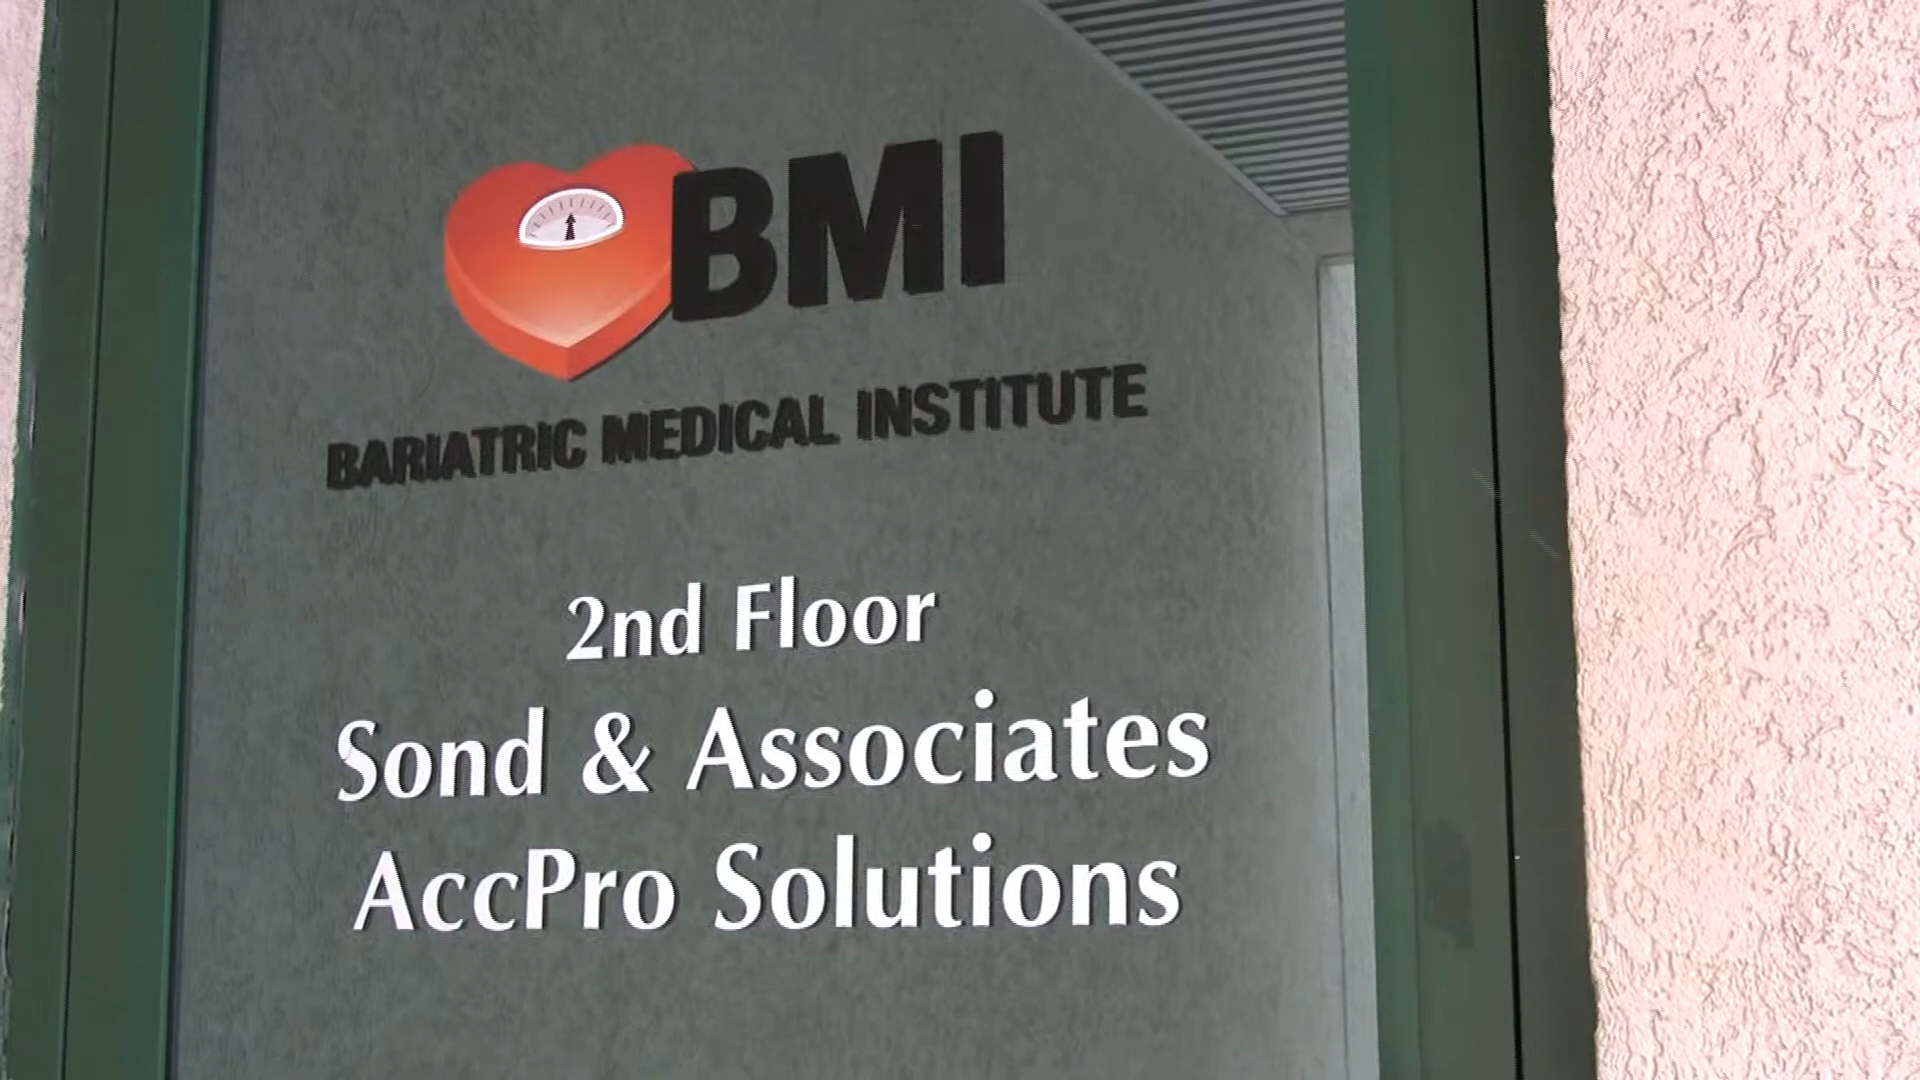 BMI
BARIATRIC MEDICAL INSTITUTE
2nd Floor
Sond & Associates
AccPro Solutions